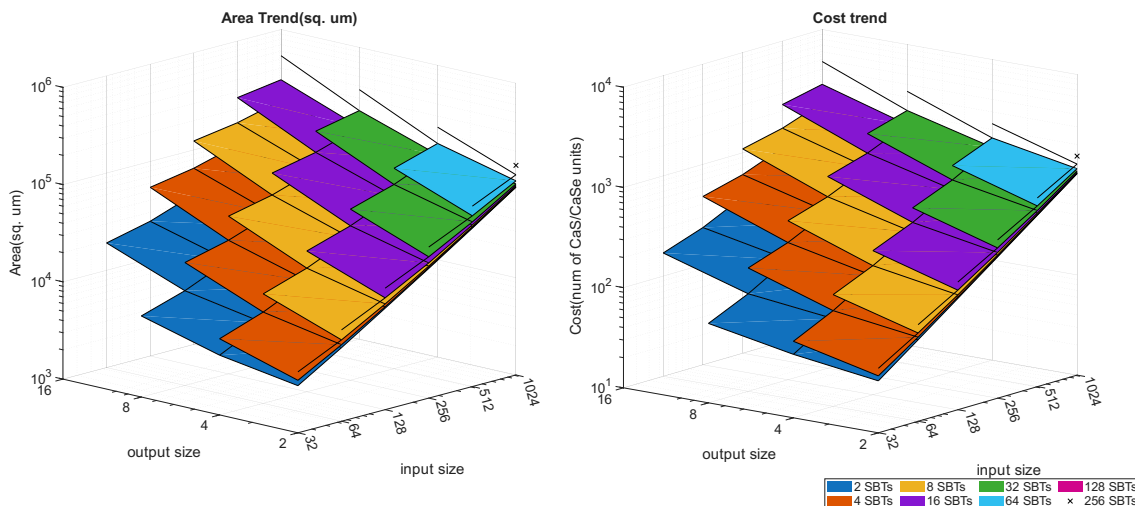 Area Trend(sq. um)
Cost trend
Area(sq. um)
10^6
10^5
10^4
10^3
16
8
4
2
output size
32
64
128
256
512
1024
input size
Cost(num of CaS/CaSe units)
10^4
10^3
10^2
10^1
16
8
4
2
output size
32
64
128
256
512
1024
input size
2 SBTs 8 SBTs 32 SBTs 128 SBTs
4 SBTs 16 SBTs 64 SBTs × 256 SBTs